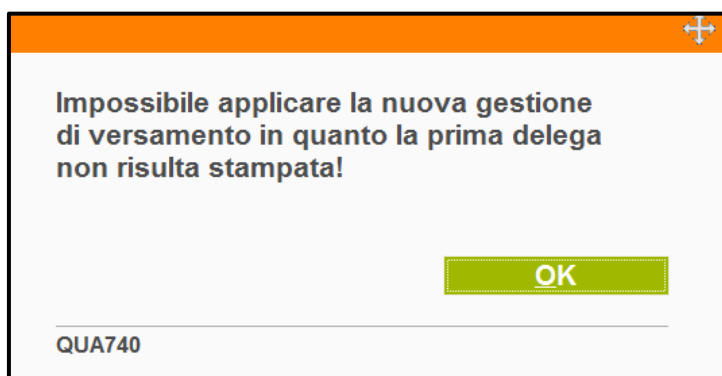 Impossibile applicare la nuova gestione
di versamento in quanto la prima delega
non risulta stampata!
OK
QUA740